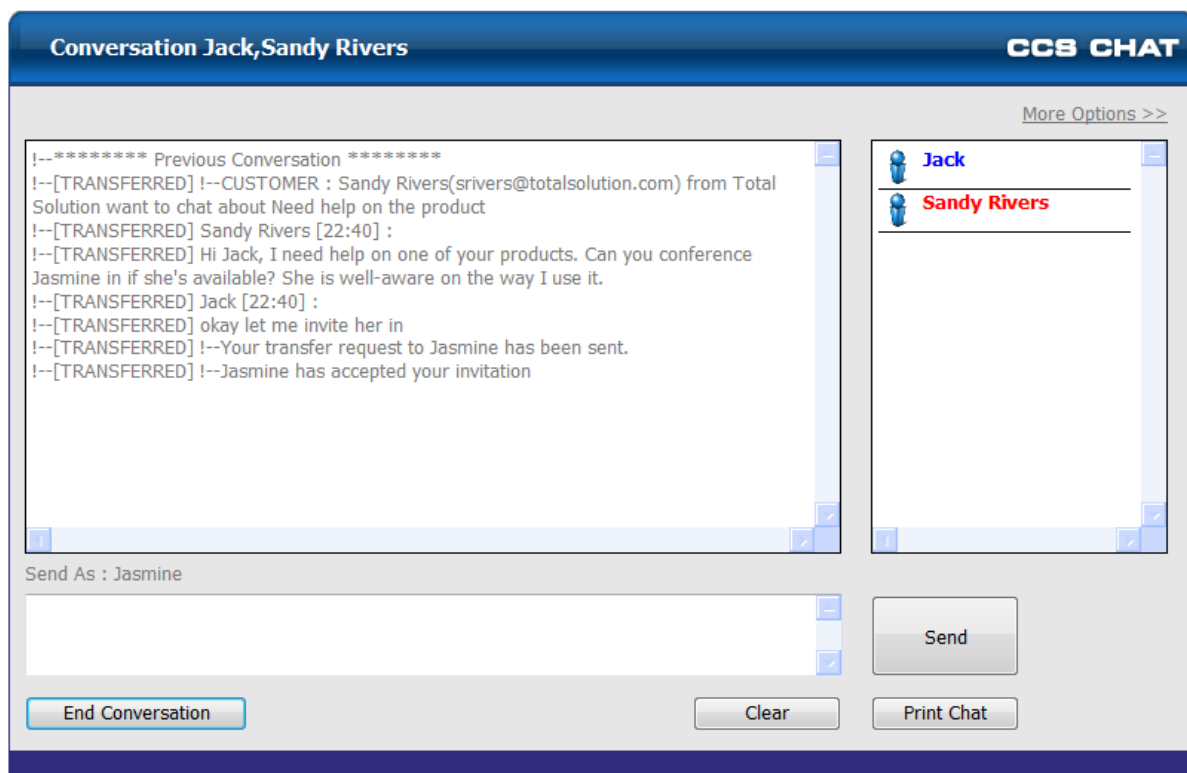 Conversation Jack,Sandy Rivers
CCS CHAT
More Options >>
!--******** Previous Conversation ********
!--[TRANSFERRED] !--CUSTOMER : Sandy Rivers(srivers@totalsolution.com) from Total
Solution want to chat about Need help on the product
!--[TRANSFERRED] Sandy Rivers [22:40] :
!--[TRANSFERRED] Hi Jack, I need help on one of your products. Can you conference
Jasmine in if she's available? She is well-aware on the way I use it.
!--[TRANSFERRED] Jack [22:40] :
!--[TRANSFERRED] okay let me invite her in
!--[TRANSFERRED] !--Your transfer request to Jasmine has been sent.
!--[TRANSFERRED] !--Jasmine has accepted your invitation
Jack
Sandy Rivers
Send As : Jasmine
Send
End Conversation
Clear
Print Chat